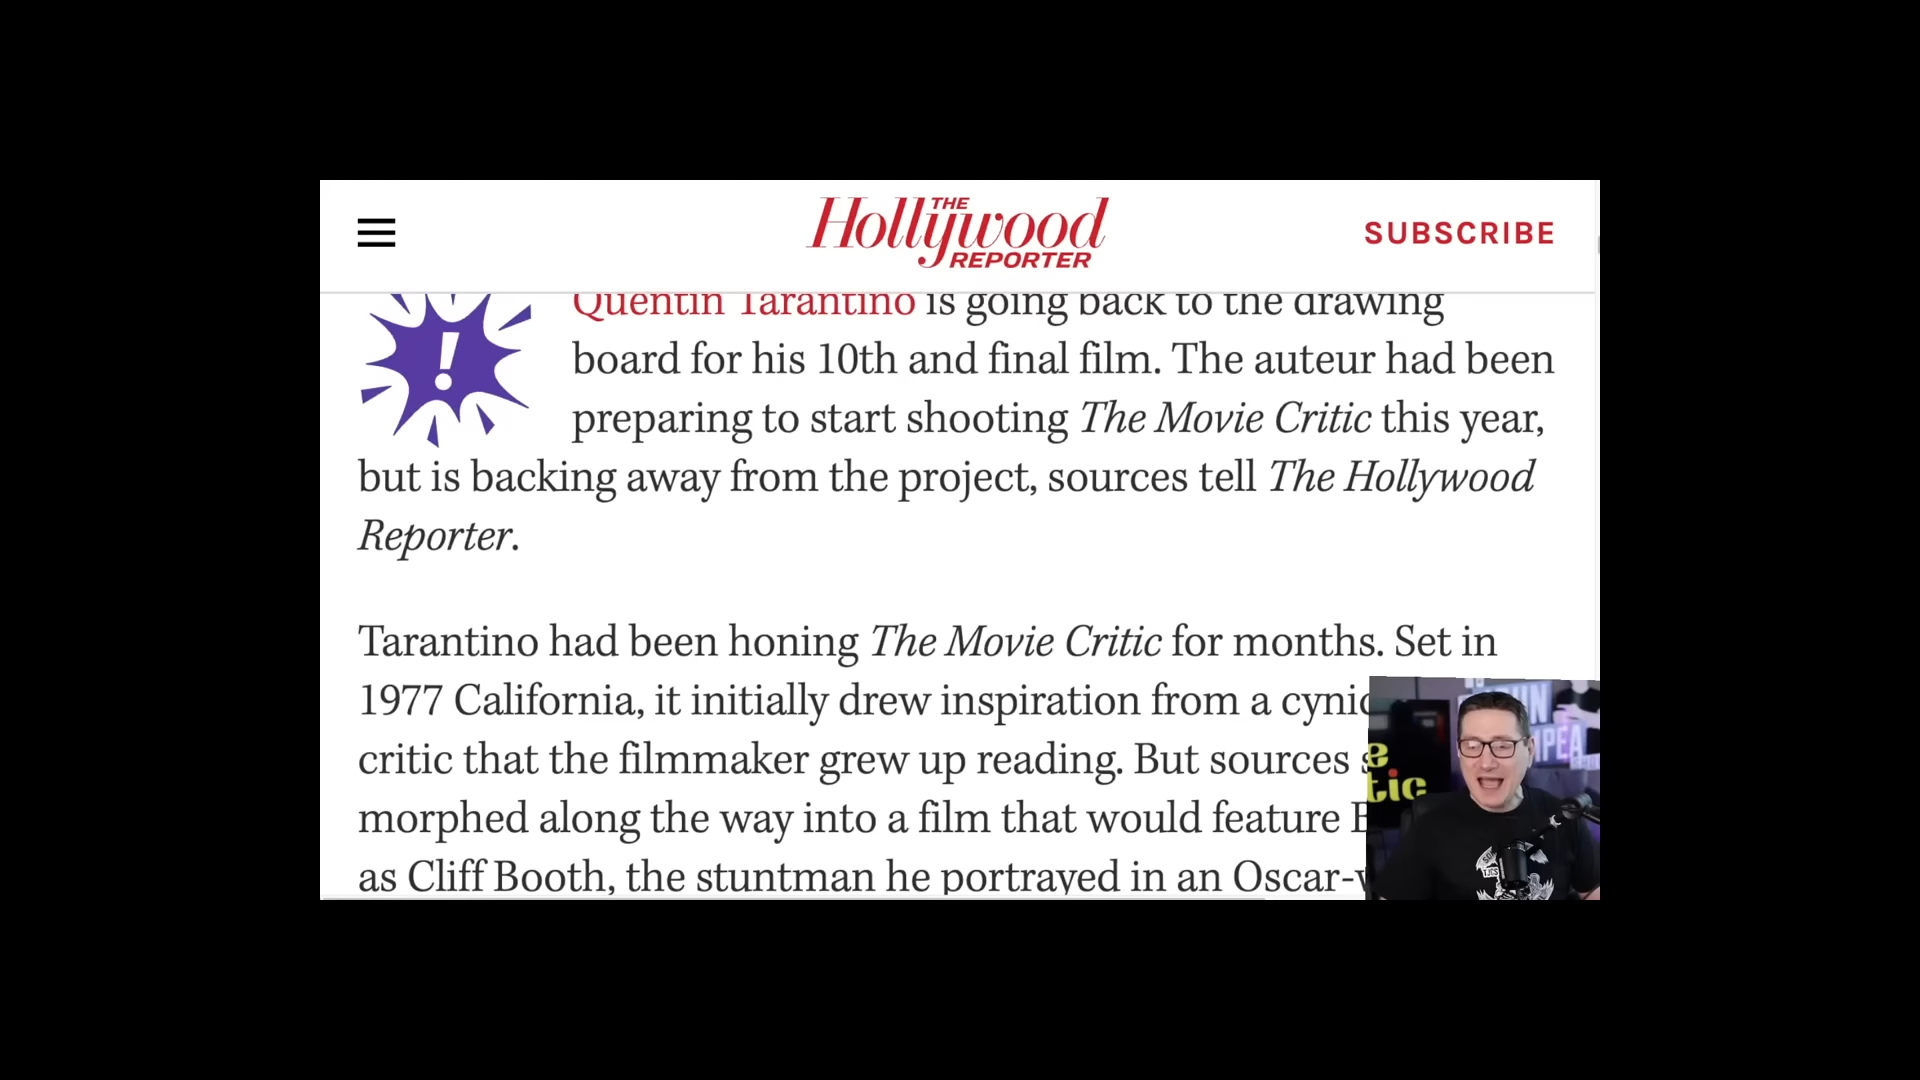 THE
Hollywood
REPORTER
SUBSCRIBE
Quentin Tarantino is going back to the drawing
board for his 10th and final film. The auteur had been
preparing to start shooting The Movie Critic this year,
but is backing away from the project, sources tell The Hollywood
Reporter.
Tarantino had been honing The Movie Critic for months. Set in
1977 California, it initially drew inspiration from a
critic that the filmmaker grew up reading. But sources
morphed along the way into a film that would feature
as Cliff Booth, the stuntman he portrayed in an